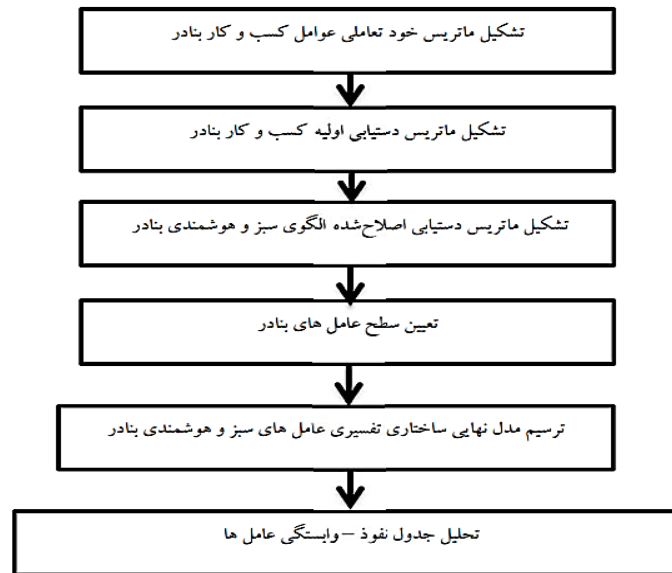 تشکیل ماتریس خود تعاملی عوامل کسب و کار بنادر
تشکیل ماتریس دستیابی اولیه کسب و کار بنادر
تشکیل ماتریس دستیابی اصلاح‌شده الگوی سبز و هوشمندی بنادر
تعیین سطح عامل های بنادر
ترسیم مدل نهایی ساختاری تفسیری عامل های سبز و هوشمندی بنادر
تحلیل جدول نفوذ – وابستگی عامل ها